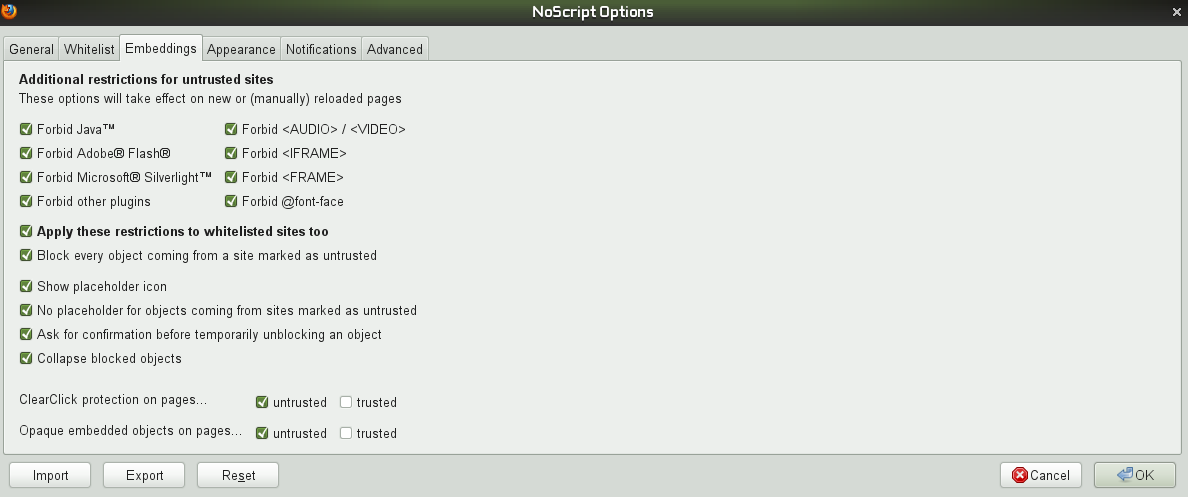 NoScript Options
General Whitelist Embeddings Appearance Notifications Advanced
Additional restrictions for untrusted sites
These options will take effect on new or (manually) reloaded pages
Forbid Java™ Forbid <AUDIO> / <VIDEO>
Forbid Adobe® Flash® Forbid <IFRAME>
Forbid Microsoft® Silverlight™ Forbid <FRAME>
Forbid other plugins Forbid @font-face
Apply these restrictions to whitelisted sites too
Block every object coming from a site marked as untrusted
Show placeholder icon
No placeholder for objects coming from sites marked as untrusted
Ask for confirmation before temporarily unblocking an object
Collapse blocked objects
ClearClick protection on pages... untrusted trusted
Opaque embedded objects on pages... untrusted trusted
Import Export Reset Cancel OK